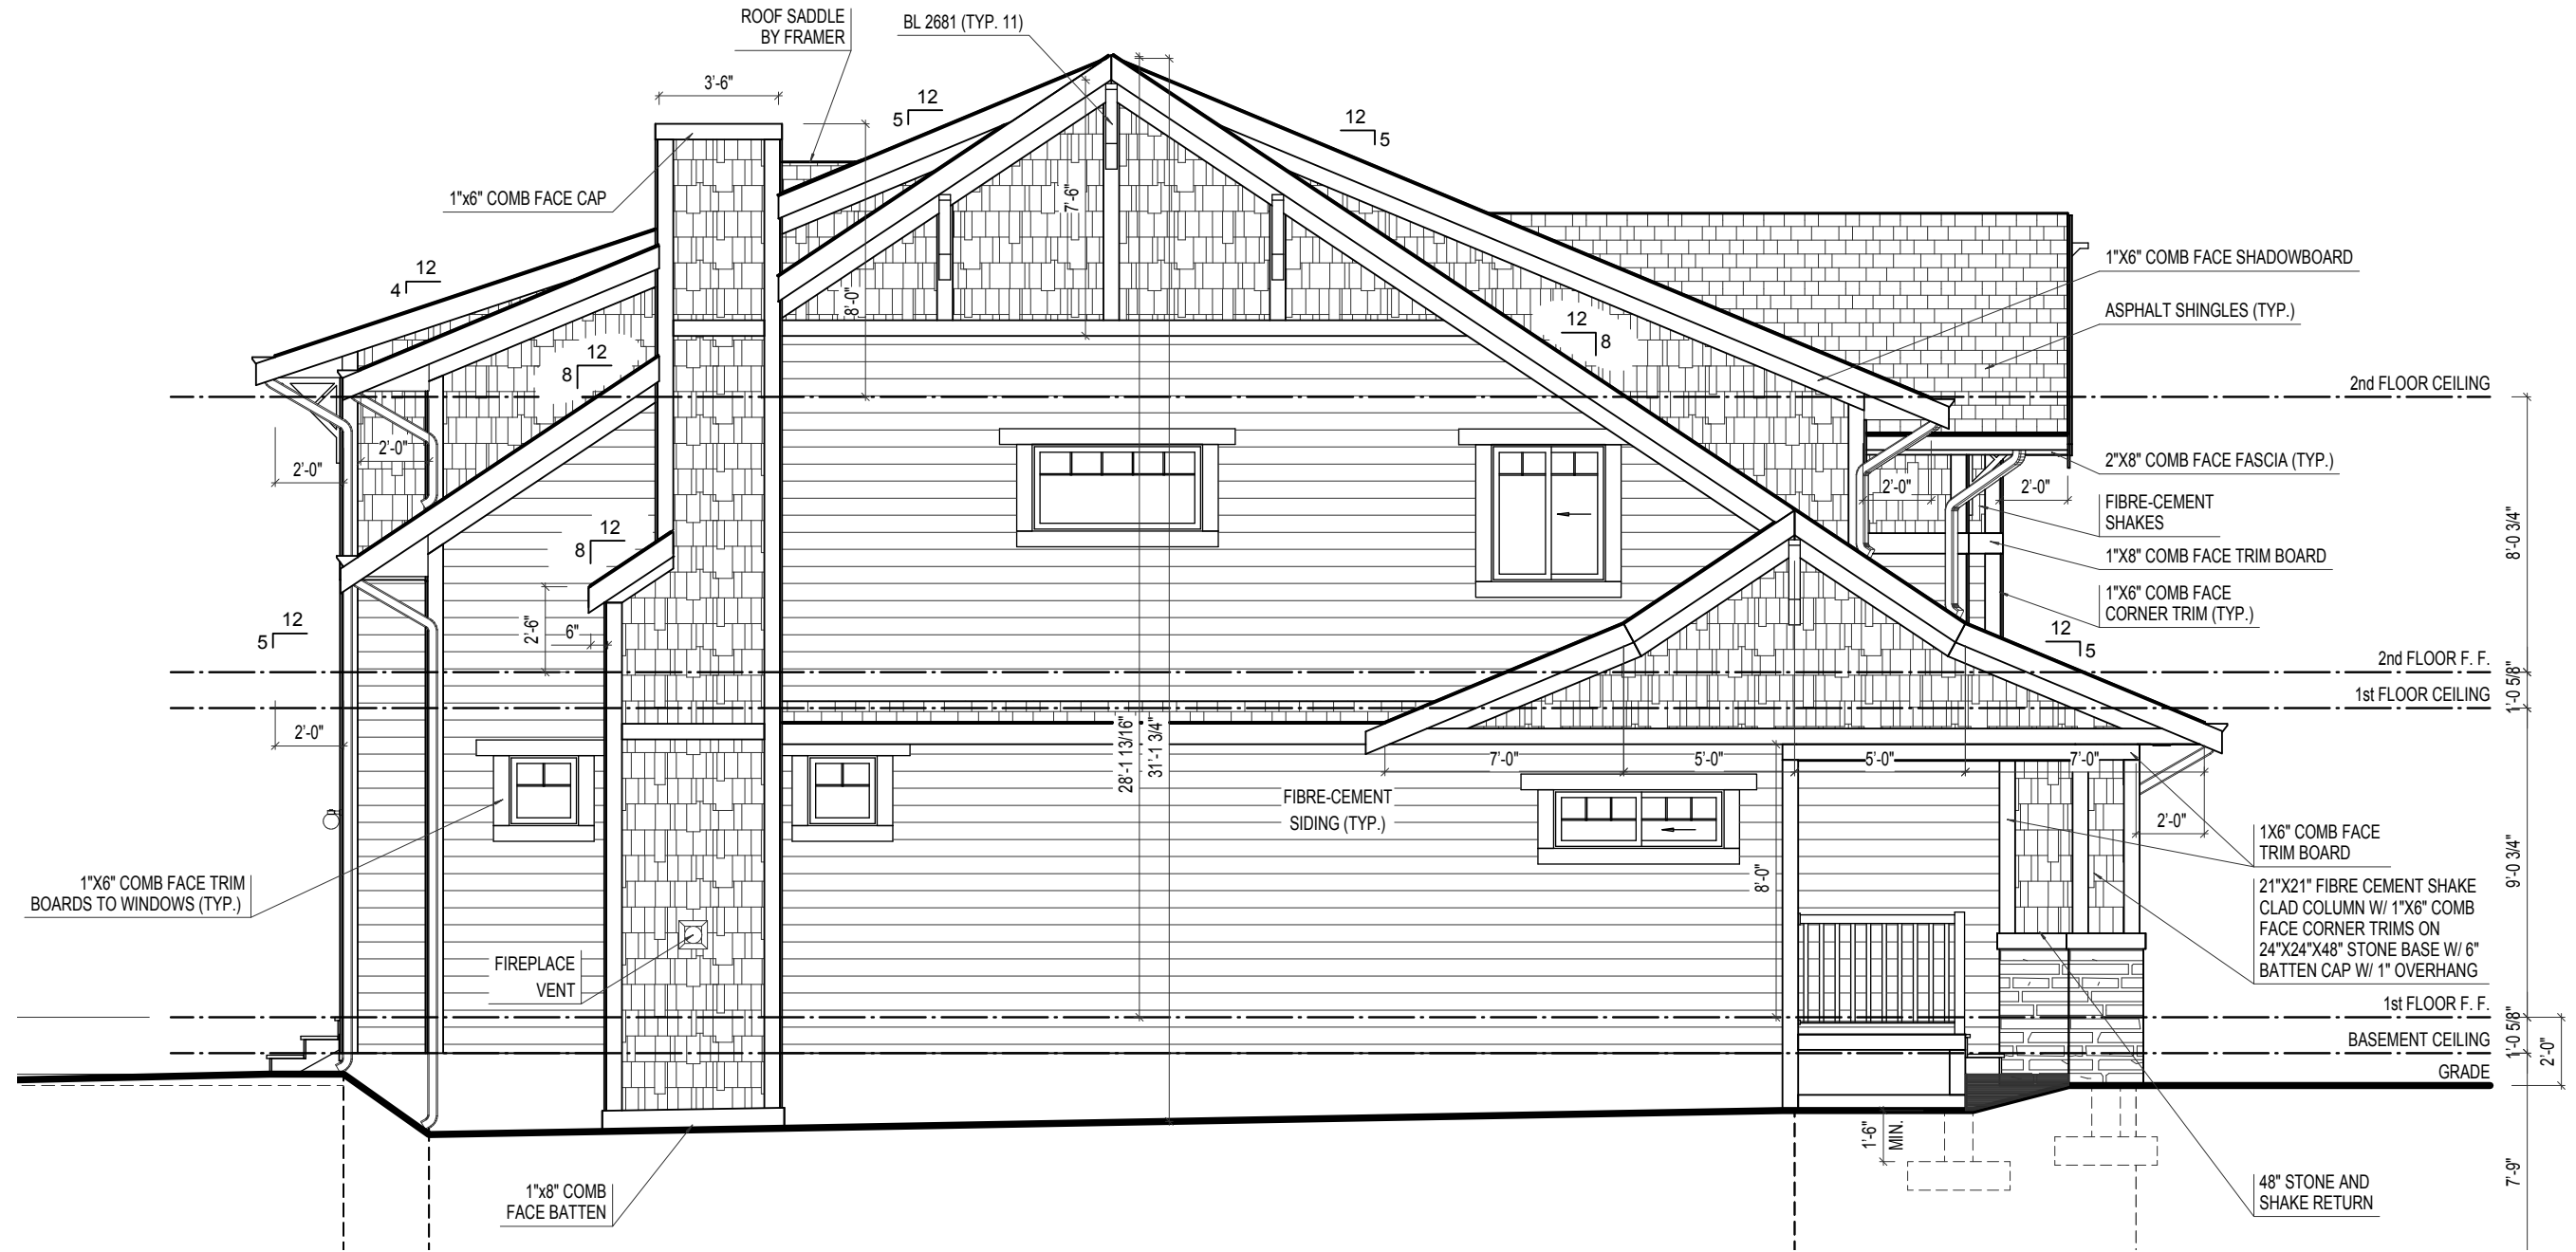 ROOF SADDLE
BY FRAMER
BL 2681 (TYP. 11)
3'-6"
12
5
12
5
1"x6" COMB FACE CAP
7'-6"
8'-0"
12
4
1"X6" COMB FACE SHADOWBOARD
ASPHALT SHINGLES (TYP.)
12
8
12
8
2nd FLOOR CEILING
2'-0"
2'-0"
2"X8" COMB FACE FASCIA (TYP.)
2'-0"
2'-0"
FIBRE-CEMENT
SHAKES
8'-0 3/4"
12
8
1"X8" COMB FACE TRIM BOARD
1"X6" COMB FACE
CORNER TRIM (TYP.)
2'-6"
6"
12
5
12
5
2nd FLOOR F. F.
1'-0 5/8"
1st FLOOR CEILING
2'-0"
28'-1 13/16"
31'-1 3/4"
7'-0"
5'-0"
5'-0"
7'-0"
FIBRE-CEMENT
SIDING (TYP.)
2'-0"
8'-0"
9'-0 3/4"
1X6" COMB FACE
TRIM BOARD
1"X6" COMB FACE TRIM
BOARDS TO WINDOWS (TYP.)
21"X21" FIBRE CEMENT SHAKE
CLAD COLUMN W/ 1"X6" COMB
FACE CORNER TRIMS ON
24"X24"X48" STONE BASE W/ 6"
BATTEN CAP W/ 1" OVERHANG
FIREPLACE
VENT
1st FLOOR F. F.
1'-0 5/8"
BASEMENT CEILING
2'-0"
GRADE
1'-6"
MIN.
7'-9"
1"x8" COMB
FACE BATTEN
48" STONE AND
SHAKE RETURN